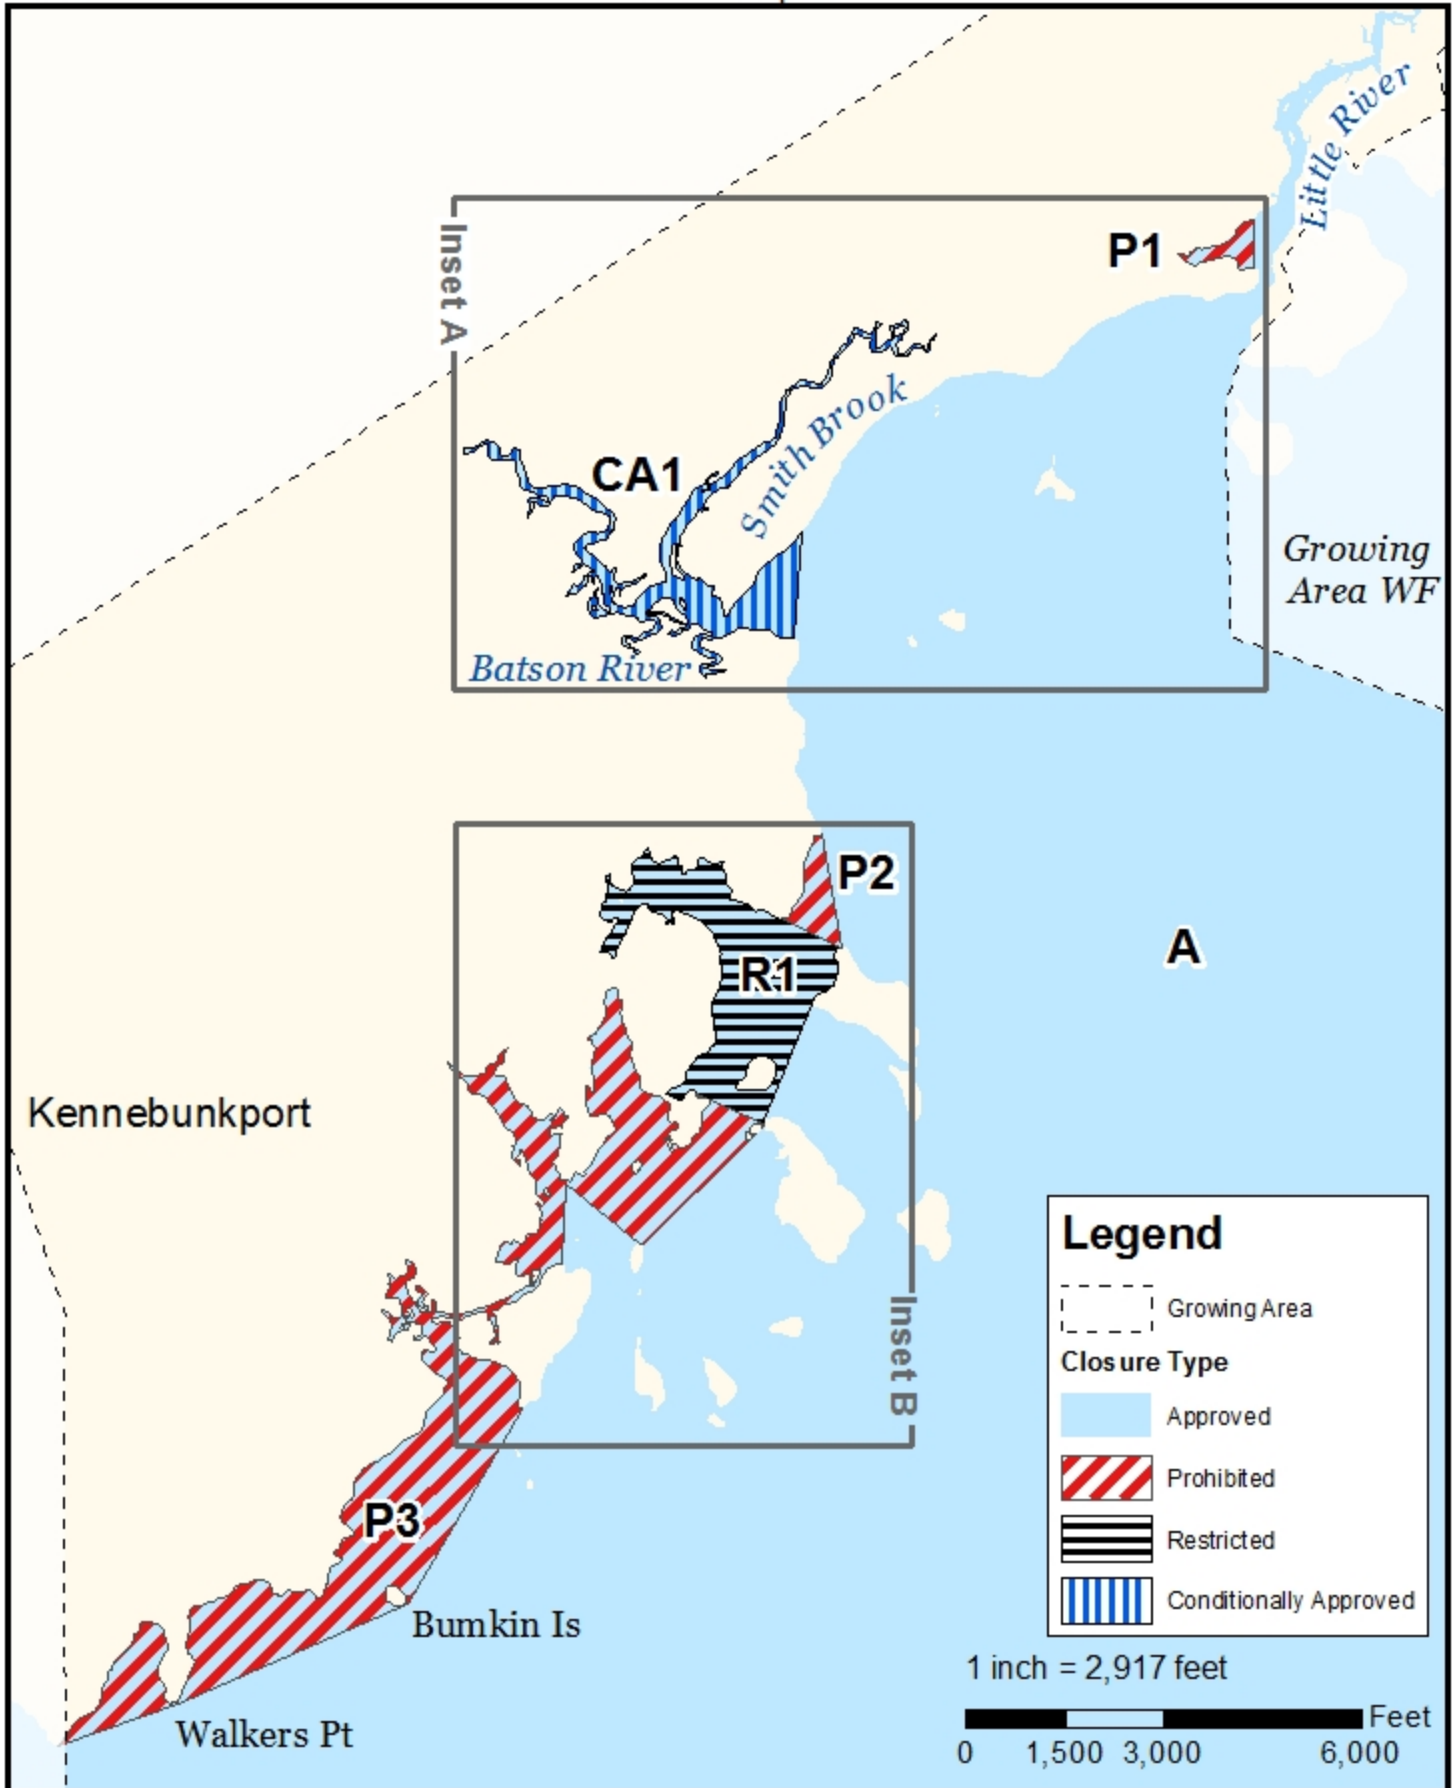 Little River
Inset A
P1
Smith Brook
CA1
Growing
Area WF
Batson River
P2
A
R1
Kennebunkport
Inset B
P3
Bumkin Is
Walkers Pt
Legend
Growing Area
Closure Type
Approved
Prohibited
Restricted
Conditionally Approved
1 inch = 2,917 feet
Feet
0 1,500 3,000 6,000